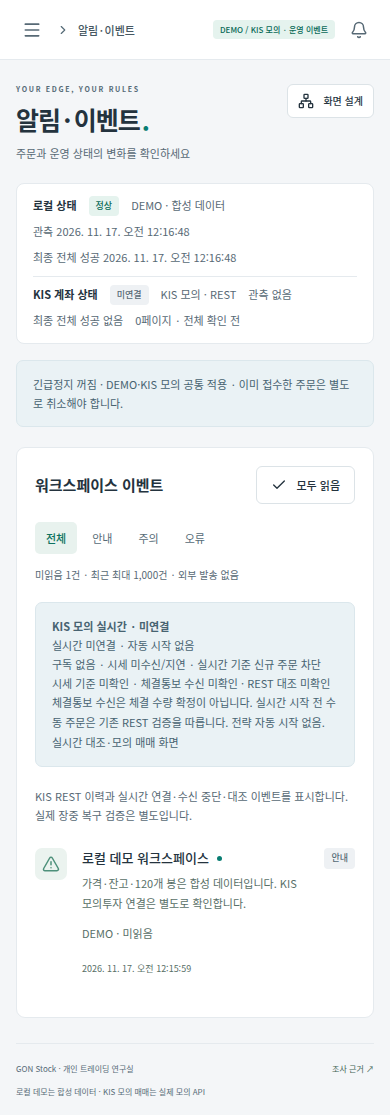 알림·이벤트
DEMO / KIS 모의 · 운영 이벤트
YOUR EDGE, YOUR RULES
알림·이벤트.
화면 설계
주문과 운영 상태의 변화를 확인하세요
로컬 상태 정상 DEMO · 합성 데이터
관측 2026. 11. 17. 오전 12:16:48
최종 전체 성공 2026. 11. 17. 오전 12:16:48
KIS 계좌 상태 미연결 KIS 모의 · REST 관측 없음
최종 전체 성공 없음 0페이지 · 전체 확인 전
긴급정지 꺼짐 · DEMO·KIS 모의 공통 적용 · 이미 접수한 주문은 별도
로 취소해야 합니다.
워크스페이스 이벤트
모두 읽음
전체 안내 주의 오류
미읽음 1건 · 최근 최대 1,000건 · 외부 발송 없음
KIS 모의 실시간 · 미연결
실시간 미연결 · 자동 시작 없음
구독 없음 · 시세 미수신/지연 · 실시간 기준 신규 주문 차단
시세 기준 미확인 · 체결통보 수신 미확인 · REST 대조 미확인
체결통보 수신은 체결 수량 확정이 아닙니다. 실시간 시작 전 수
동 주문은 기존 REST 검증을 따릅니다. 전략 자동 시작 없음.
실시간 대조·모의 매매 화면
KIS REST 이력과 실시간 연결·수신 중단·대조 이벤트를 표시합니다.
실제 장중 복구 검증은 별도입니다.
로컬 데모 워크스페이스
안내
가격·잔고·120개 봉은 합성 데이터입니다. KIS
모의투자 연결은 별도로 확인합니다.
DEMO · 미읽음
2026. 11. 17. 오전 12:15:59
GON Stock · 개인 트레이딩 연구실
조사 근거 ↗
로컬 데모는 합성 데이터 · KIS 모의 매매는 실제 모의 API